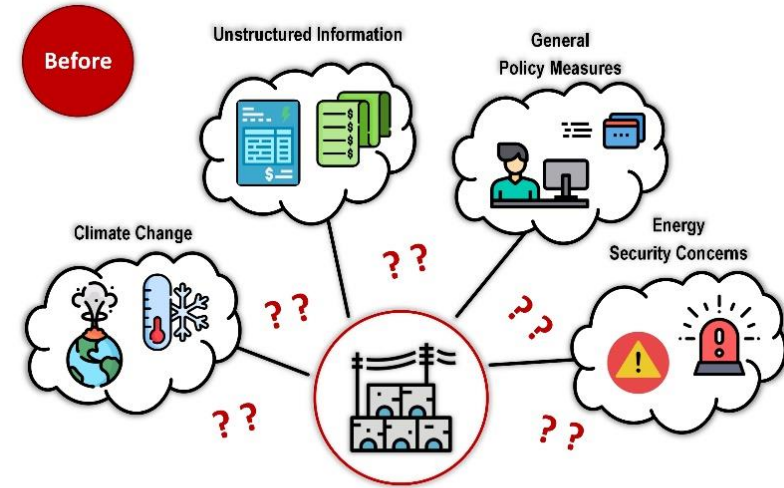 Before
Unstructured Information
General
Policy Measures
Climate Change
Energy
Security Concerns
? ?
? ?
? ?
? ?
? ?
$
$
$
$
$
!
!